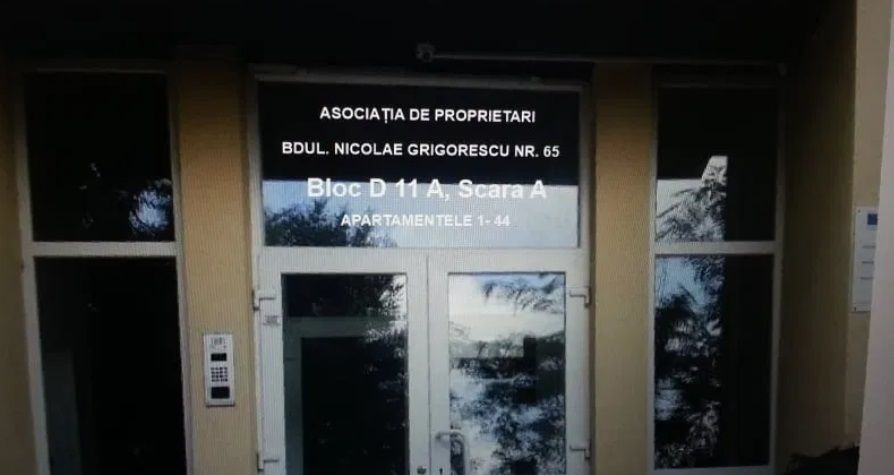 ASOCIAȚIA DE PROPRIETARI
BDUL. NICOLAE GRIGORESCU NR. 65
Bloc D 11 A, Scara A
APARTAMENTELE 1- 44